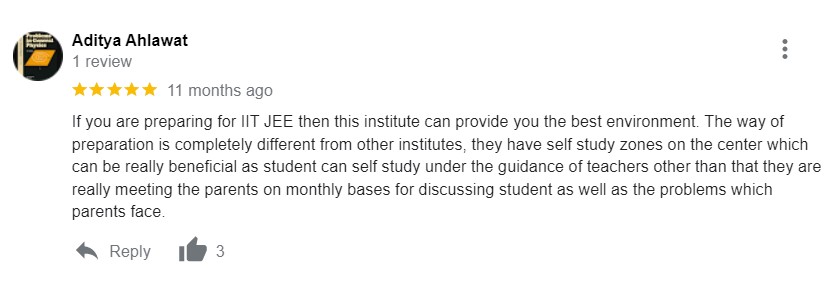 Aditya Ahlawat
1 review
11 months ago
If you are preparing for IIT JEE then this institute can provide you the best environment. The way of
preparation is completely different from other institutes, they have self study zones on the center which
can be really beneficial as student can self study under the guidance of teachers other than that they are
really meeting the parents on monthly bases for discussing student as well as the problems which
parents face.
Reply
3